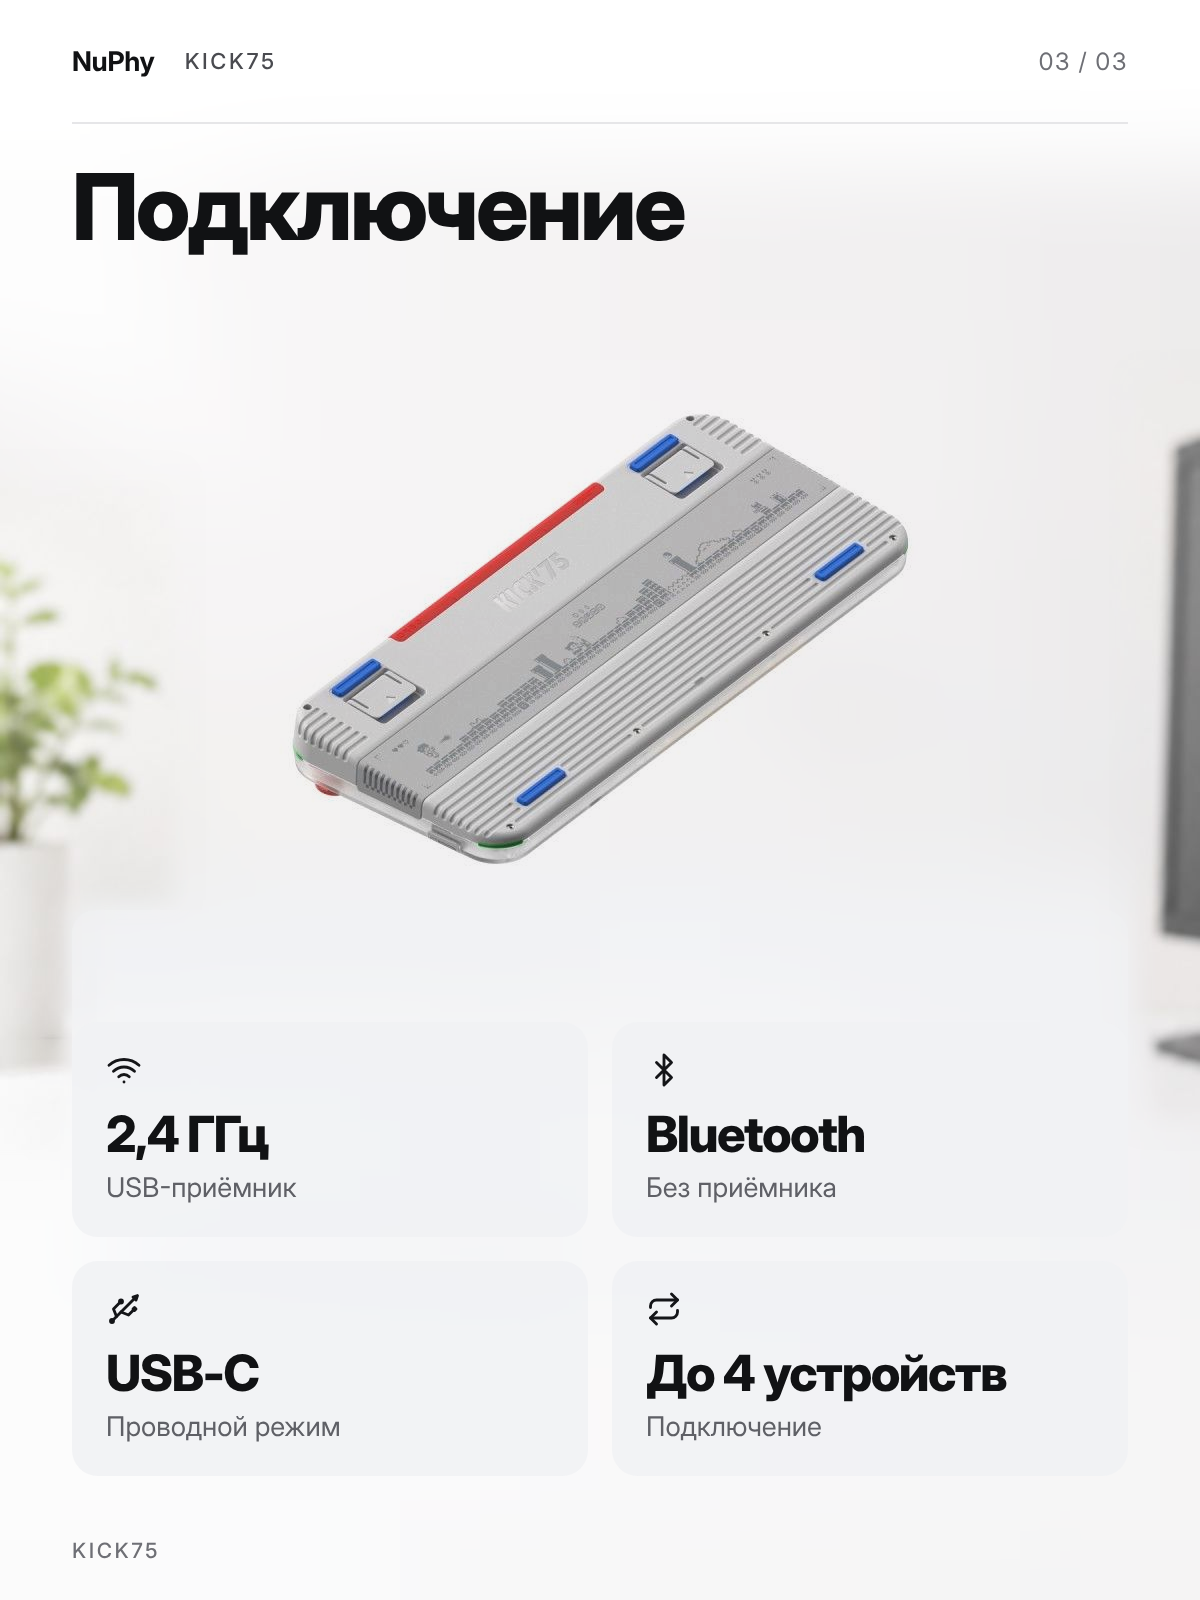 NuPhy KICK75 03 / 03
Подключение
KICK75
2,4 ГГц
USB-приёмник
Bluetooth
Без приёмника
USB-C
Проводной режим
До 4 устройств
Подключение
KICK75